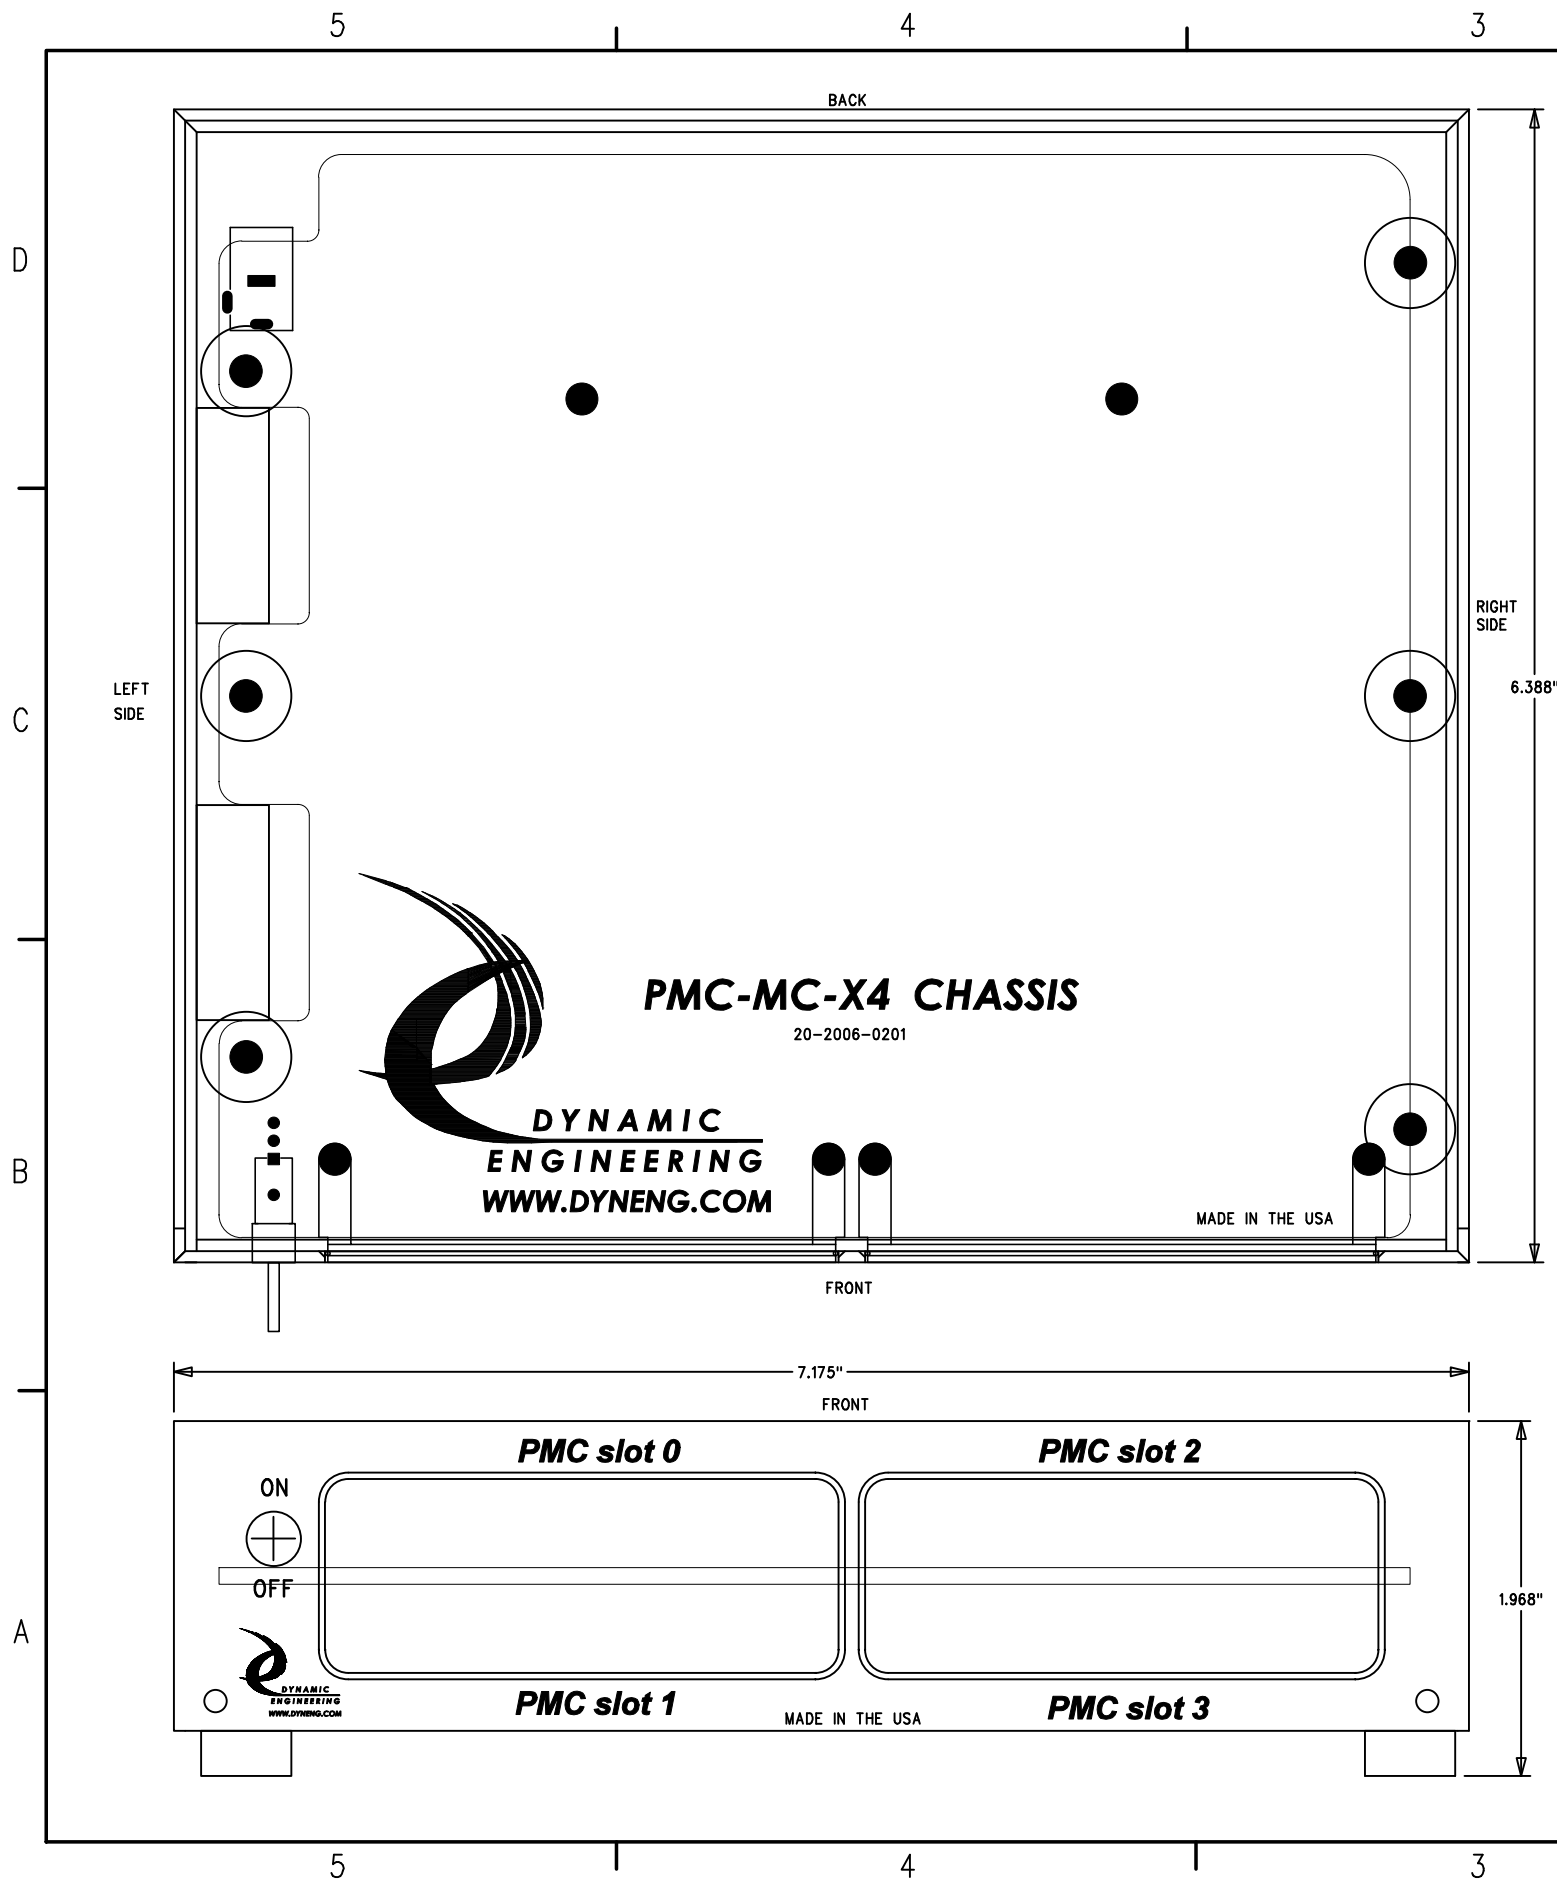 5 4 3
BACK
D
RIGHT
SIDE
LEFT
SIDE
6.388"
C
PMC-MC-X4 CHASSIS
20-2006-0201
DYNAMIC
ENGINEERING
WWW.DYNENG.COM
B
MADE IN THE USA
FRONT
7.175"
FRONT
PMC slot 0 PMC slot 2
ON
OFF
1.968"
A
DYNAMIC
ENGINEERING
WWW.DYNENG.COM
PMC slot 1 PMC slot 3
MADE IN THE USA
5 4 3